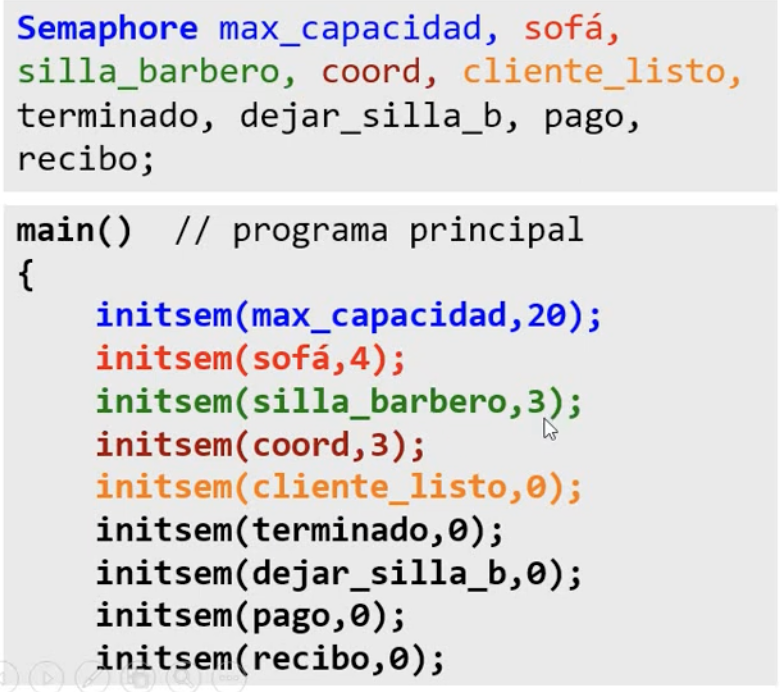 Semaphore max_capacidad, sofá,
silla_barbero, coord, cliente_listo,
terminado, dejar_silla_b, pago,
recibo;
main() // programa principal
{
initsem(max_capacidad,20);
initsem(sofá,4);
initsem(silla_barbero,3);
initsem(coord,3);
initsem(cliente_listo,0);
initsem(terminado,0);
initsem(dejar_silla_b,0);
initsem(pago,0);
initsem(recibo,0);